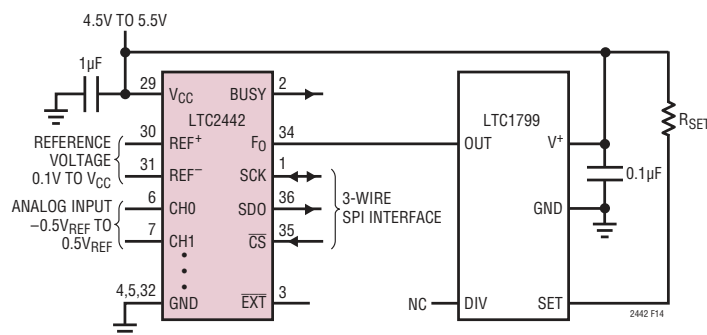 4.5V TO 5.5V
1µF
29
VCC
BUSY
2
LTC2442
REFERENCE
VOLTAGE
0.1V TO VCC
30
REF+
31
REF−
FO
34
SCK
1
SDO
36
CS
35
3-WIRE
SPI INTERFACE
ANALOG INPUT
−0.5VREF TO
0.5VREF
6
CH0
7
CH1
4,5,32
GND
EXT
3
LTC1799
OUT
V+
GND
NC
DIV
SET
RSET
0.1µF
2442 F14